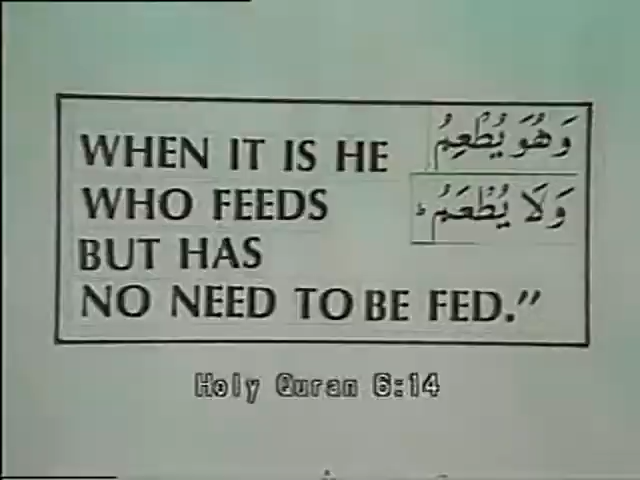 WHEN IT IS HE
WHO FEEDS
BUT HAS
NO NEED TO BE FED.”
وَهُوَ يُطْعِمُ
وَلَا يُطْعَمُ ۗ
Holy Quran 6:14